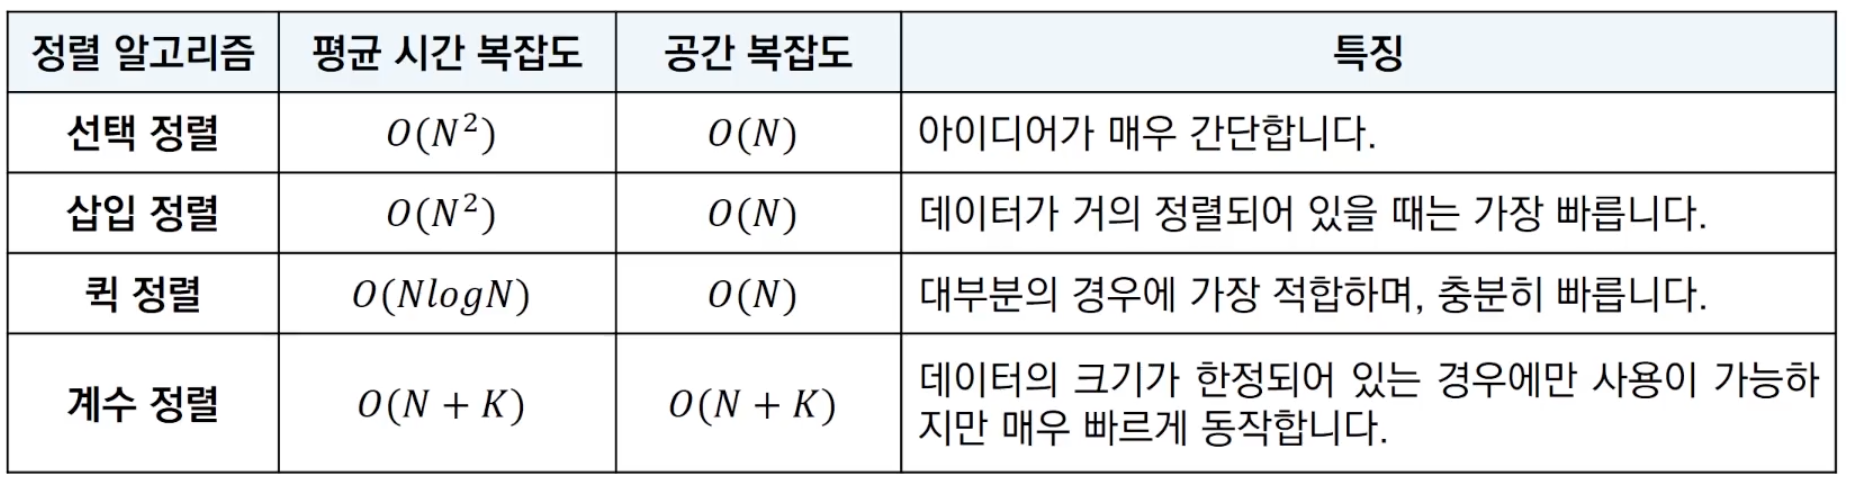 정렬 알고리즘 평균 시간 복잡도 공간 복잡도 특징
선택 정렬 O(N²) O(N) 아이디어가 매우 간단합니다.
삽입 정렬 O(N²) O(N) 데이터가 거의 정렬되어 있을 때는 가장 빠릅니다.
퀵 정렬 O(NlogN) O(N) 대부분의 경우에 가장 적합하며, 충분히 빠릅니다.
계수 정렬 O(N + K) O(N + K) 데이터의 크기가 한정되어 있는 경우에만 사용이 가능하
지만 매우 빠르게 동작합니다.